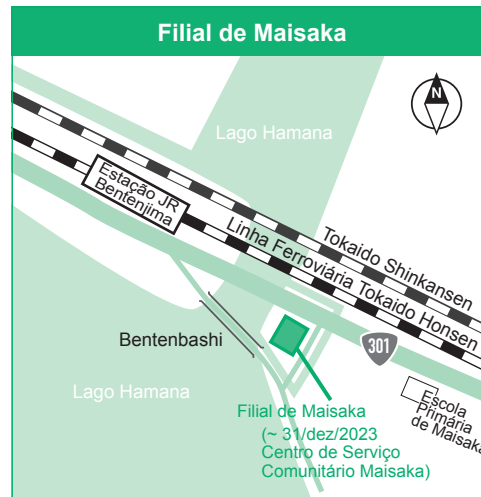 Filial de Maisaka
N
Lago Hamana
Estação JR
Bentenjima
Tokaido Shinkansen
Linha Ferroviária Tokaido Honsen
Bentenbashi
301
Lago Hamana
Filial de Maisaka
(~ 31/dez/2023
Centro de Serviço
Comunitário Maisaka)
Escola
Primária
de Maisaka